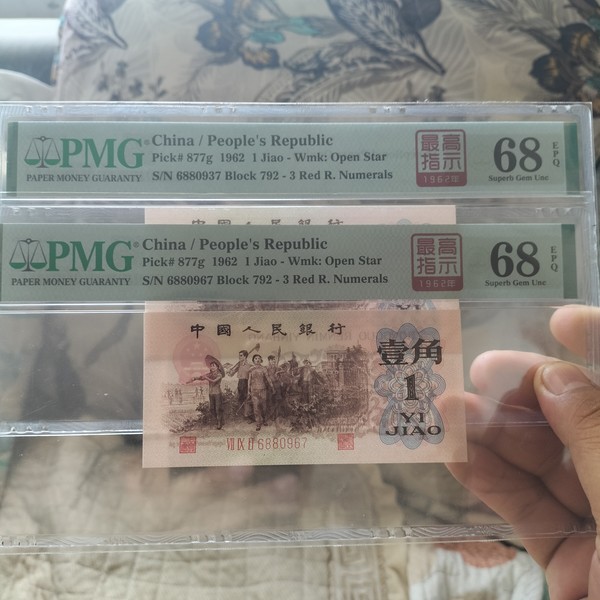 PMG
PAPER MONEY GUARANTY
China / People's Republic
Pick# 877g 1962 1 Jiao - Wmk: Open Star
S/N 6880937 Block 792 - 3 Red R. Numerals
最高
指示
1962年
68
EPQ
Superb Gem Unc
PMG
PAPER MONEY GUARANTY
China / People's Republic
Pick# 877g 1962 1 Jiao - Wmk: Open Star
S/N 6880967 Block 792 - 3 Red R. Numerals
最高
指示
1962年
68
EPQ
Superb Gem Unc
中國人民銀行
壹角
1
YI
JIAO
VII IX II 6880967